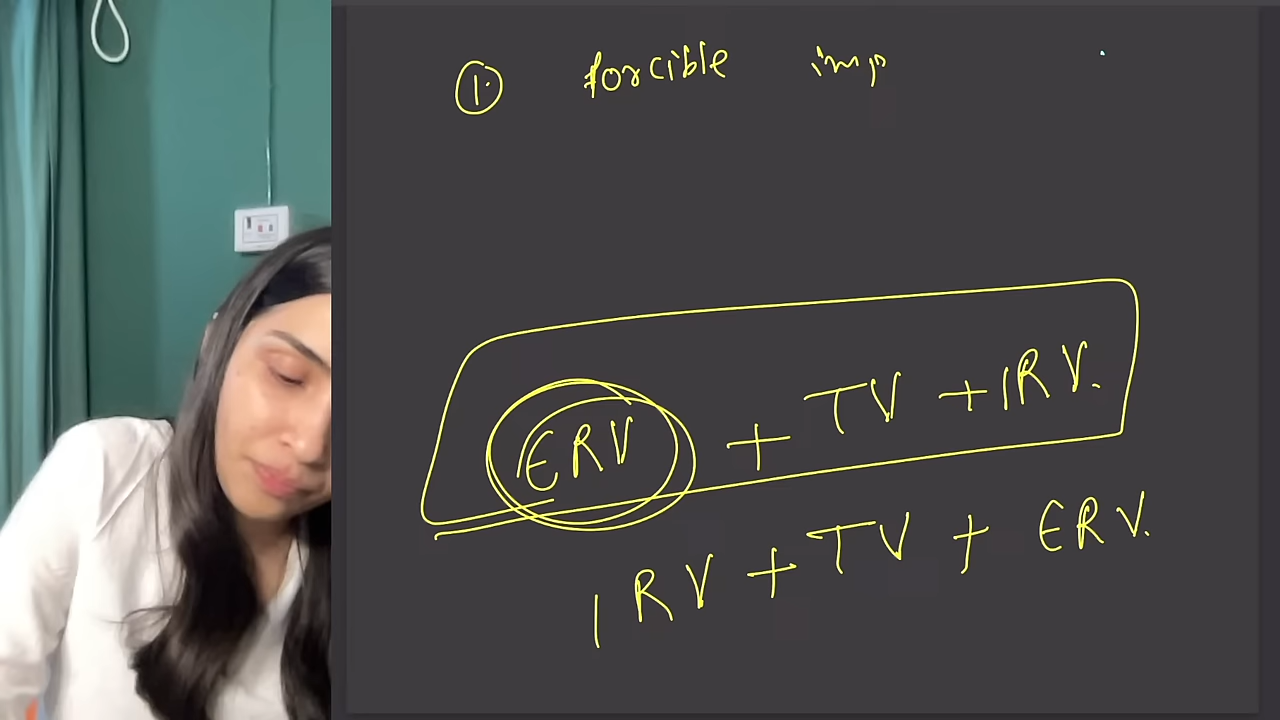 1. forcible imp
ERV + TV + IRV.
IRV + TV + ERV.